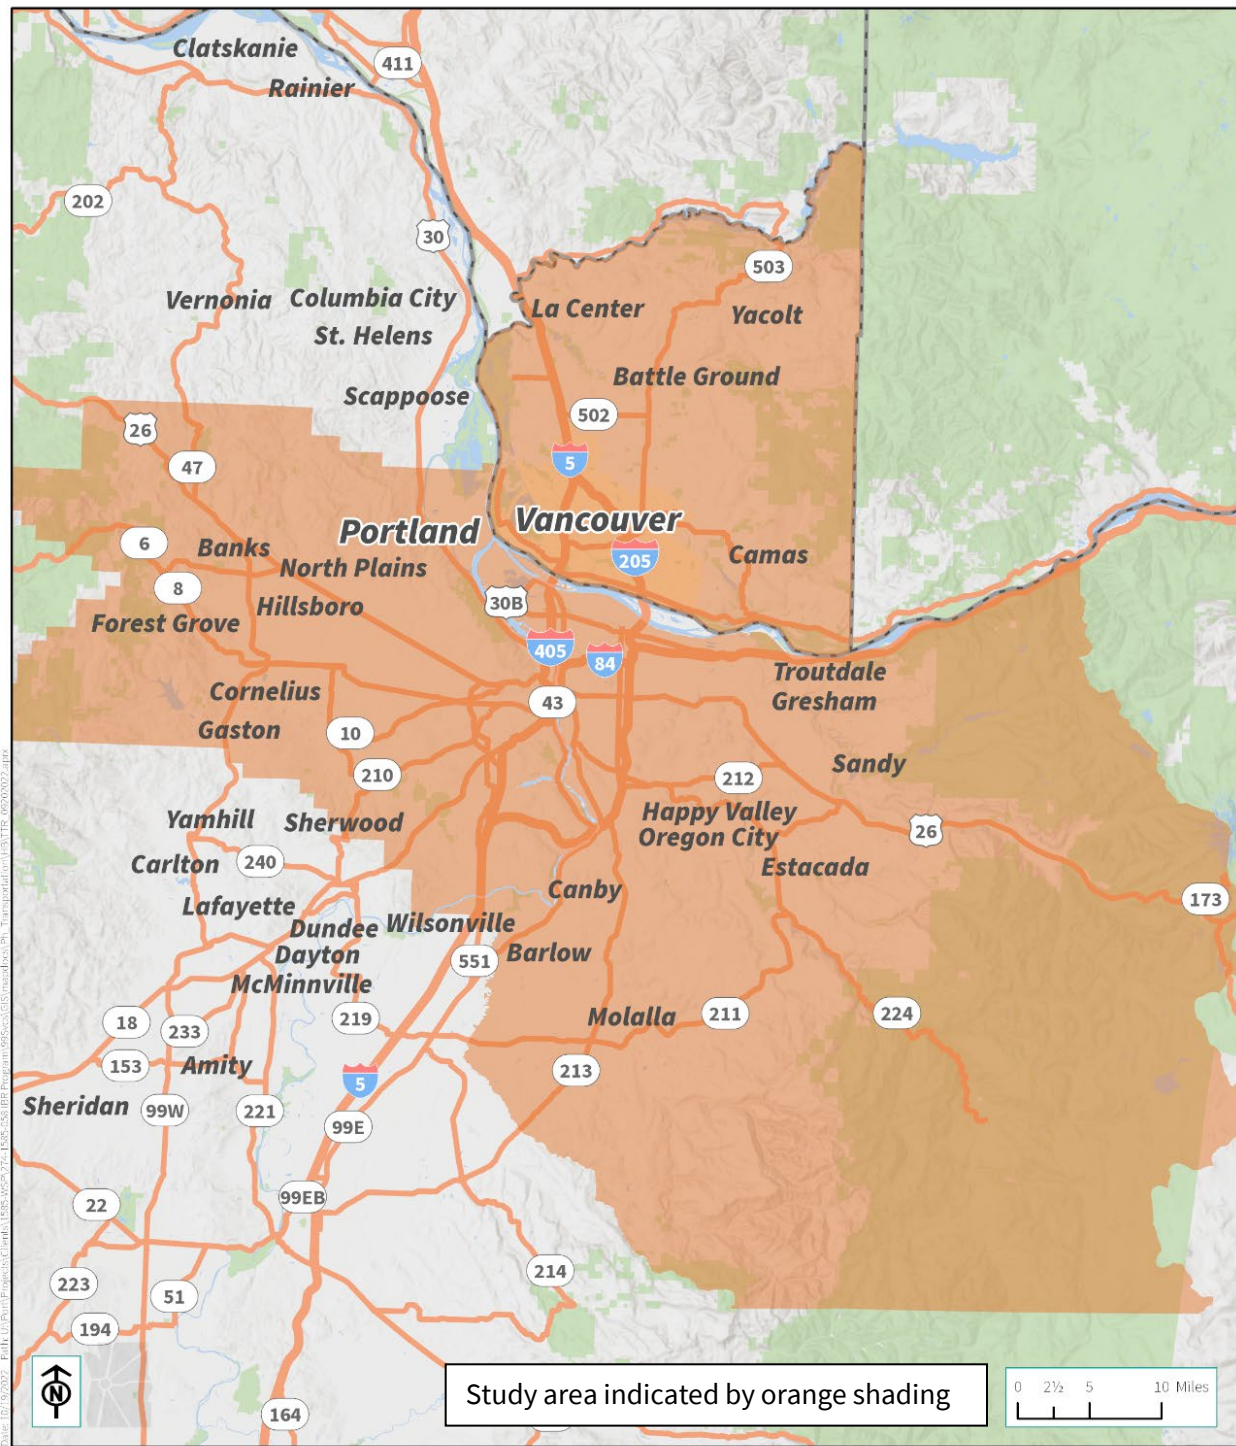 Clatskanie
411
Rainier
202
30
503
Vernonia
Columbia City
La Center
Yacolt
St. Helens
Battle Ground
Scappoose
502
26
5
47
Portland
Vancouver
6
Banks
205
Camas
North Plains
8
30B
Hillsboro
Forest Grove
405
84
Troutdale
Cornelius
43
Gresham
Gaston
10
Sandy
210
212
Yamhill
Sherwood
Happy Valley
26
Oregon City
Carlton
240
Estacada
Canby
173
Lafayette
Dundee
Wilsonville
Dayton
551
Barlow
McMinnville
18
233
219
Molalla
211
224
153
Amity
5
213
Sheridan
99W
221
99E
22
99EB
214
223
51
194
N
Study area indicated by orange shading
0 2½ 5 10 Miles
164